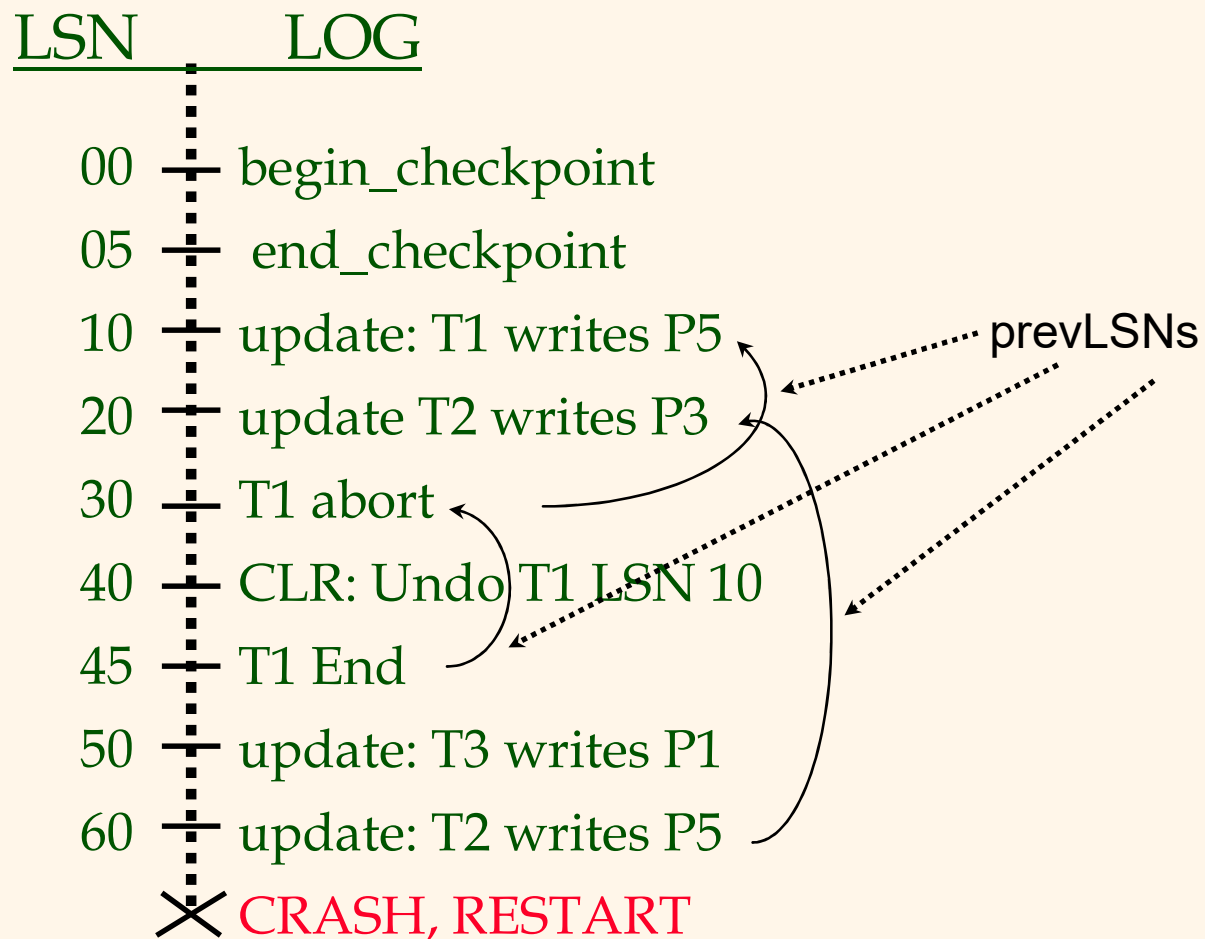 LSN LOG
00 begin_checkpoint
05 end_checkpoint
10 update: T1 writes P5
prevLSNs
20 update T2 writes P3
30 T1 abort
40 CLR: Undo T1 LSN 10
45 T1 End
50 update: T3 writes P1
60 update: T2 writes P5
CRASH, RESTART